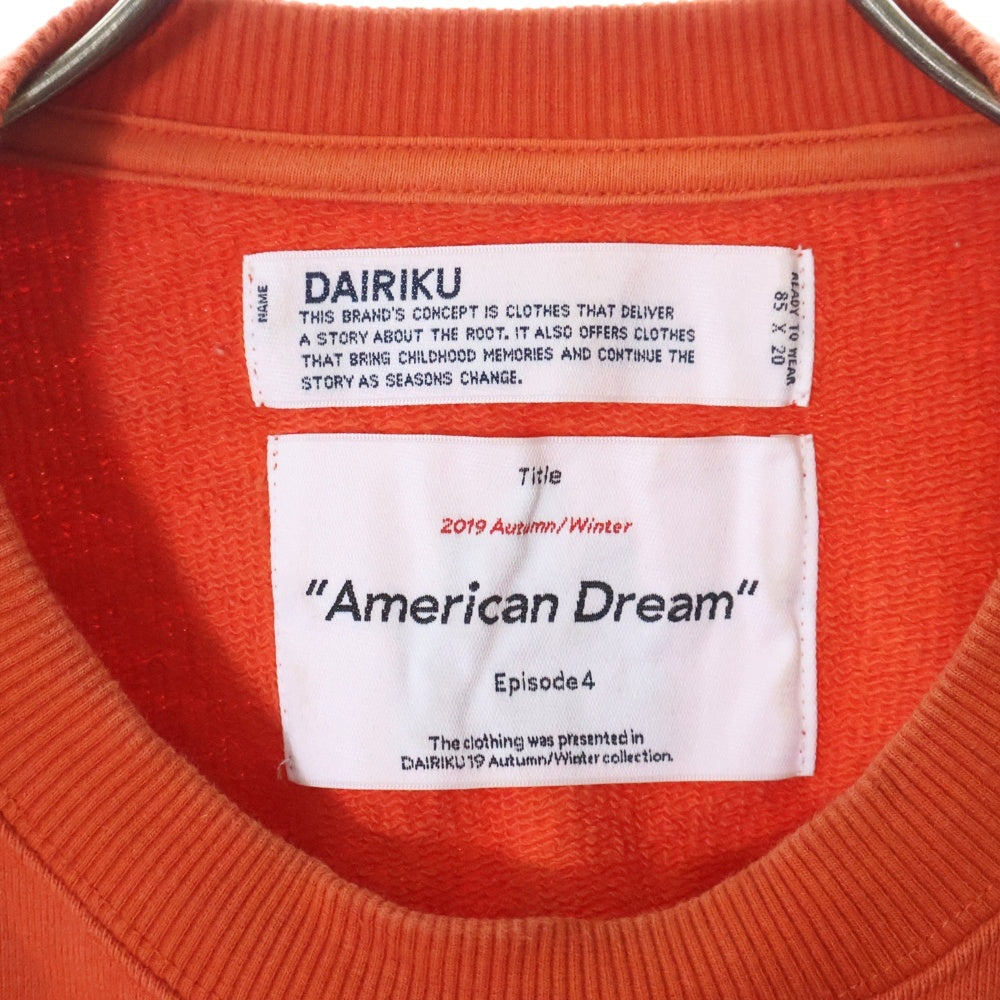 NAME
DAIRIKU
THIS BRAND'S CONCEPT IS CLOTHES THAT DELIVER
A STORY ABOUT THE ROOT. IT ALSO OFFERS CLOTHES
THAT BRING CHILDHOOD MEMORIES AND CONTINUE THE
STORY AS SEASONS CHANGE.
READY TO WEAR
85 X 20
Title
2019 Autumn/Winter
“American Dream“
Episode4
The clothing was presented in
DAIRIKU'19 Autumn/Winter collection.